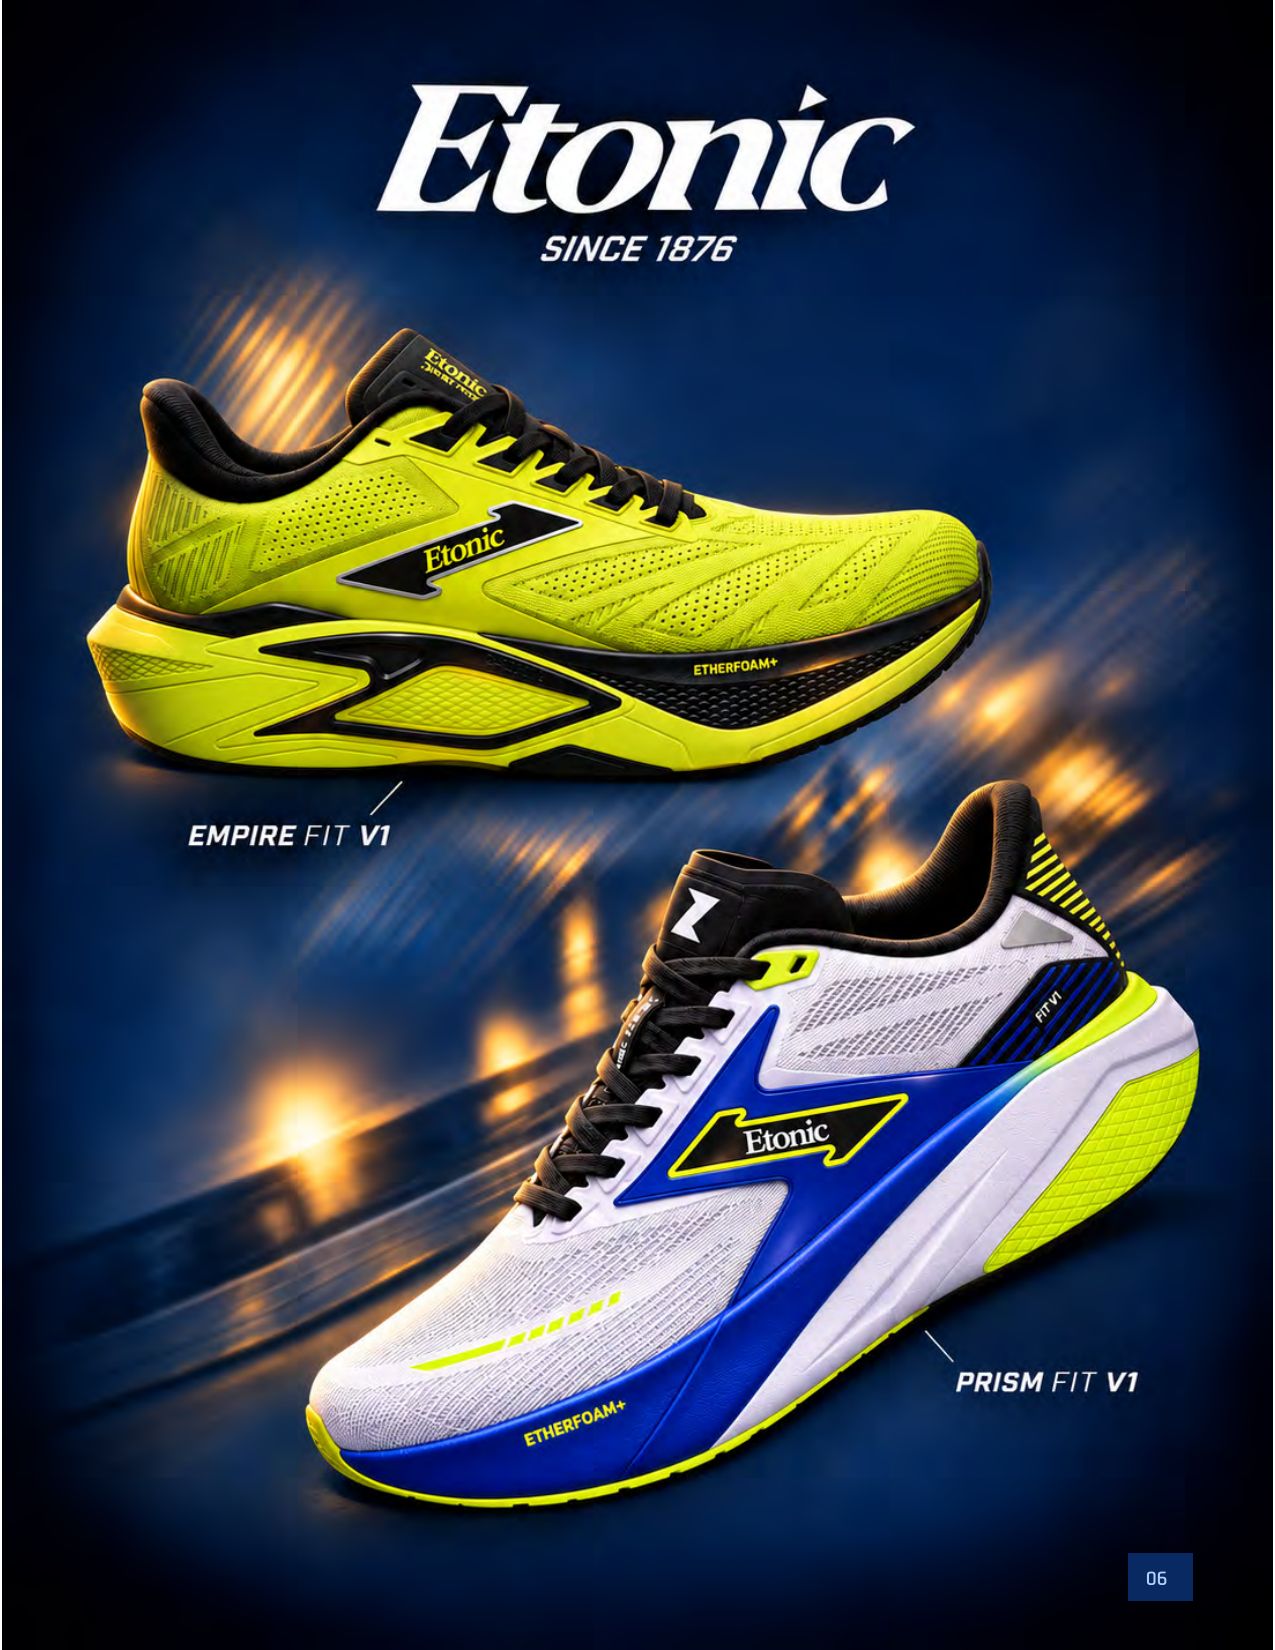 Etonic
SINCE 1876
Etonic
Etonic
ETHERFOAM+
EMPIRE FIT V1
FIT V1
Etonic
ETHERFOAM+
PRISM FIT V1
06